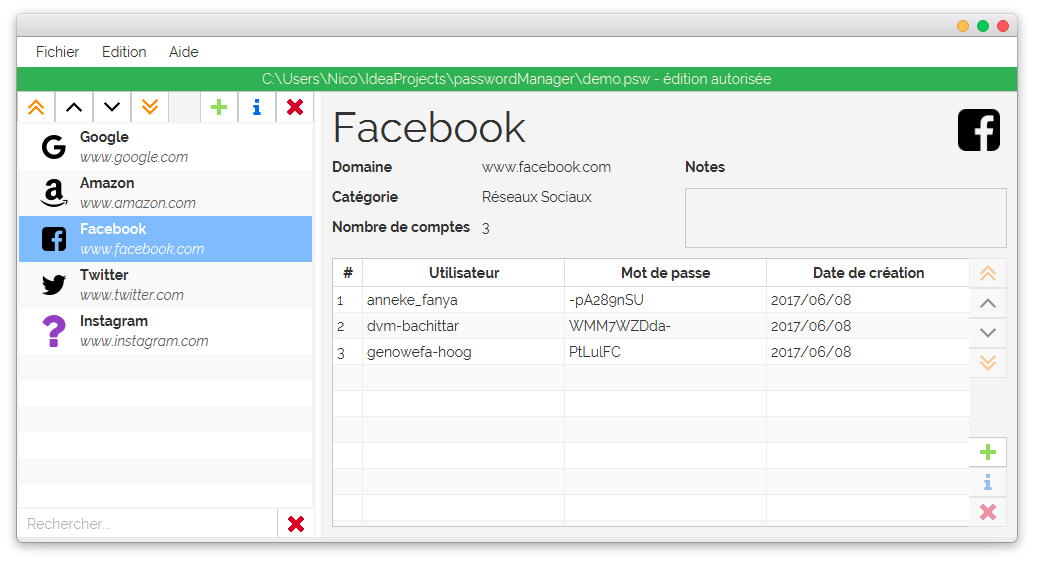 Fichier Edition Aide
C:\Users\Nico\IdeaProjects\passwordManager\demo.psw - édition autorisée
Google
www.google.com
Amazon
www.amazon.com
Facebook
www.facebook.com
Twitter
www.twitter.com
Instagram
www.instagram.com
Rechercher...
Facebook
Domaine www.facebook.com Notes
Catégorie Réseaux Sociaux
Nombre de comptes 3
# Utilisateur Mot de passe Date de création
1 anneke_fanya -pA289nSU 2017/06/08
2 dvm-bachittar WMM7WZDda- 2017/06/08
3 genowefa-hoog PtLulFC 2017/06/08